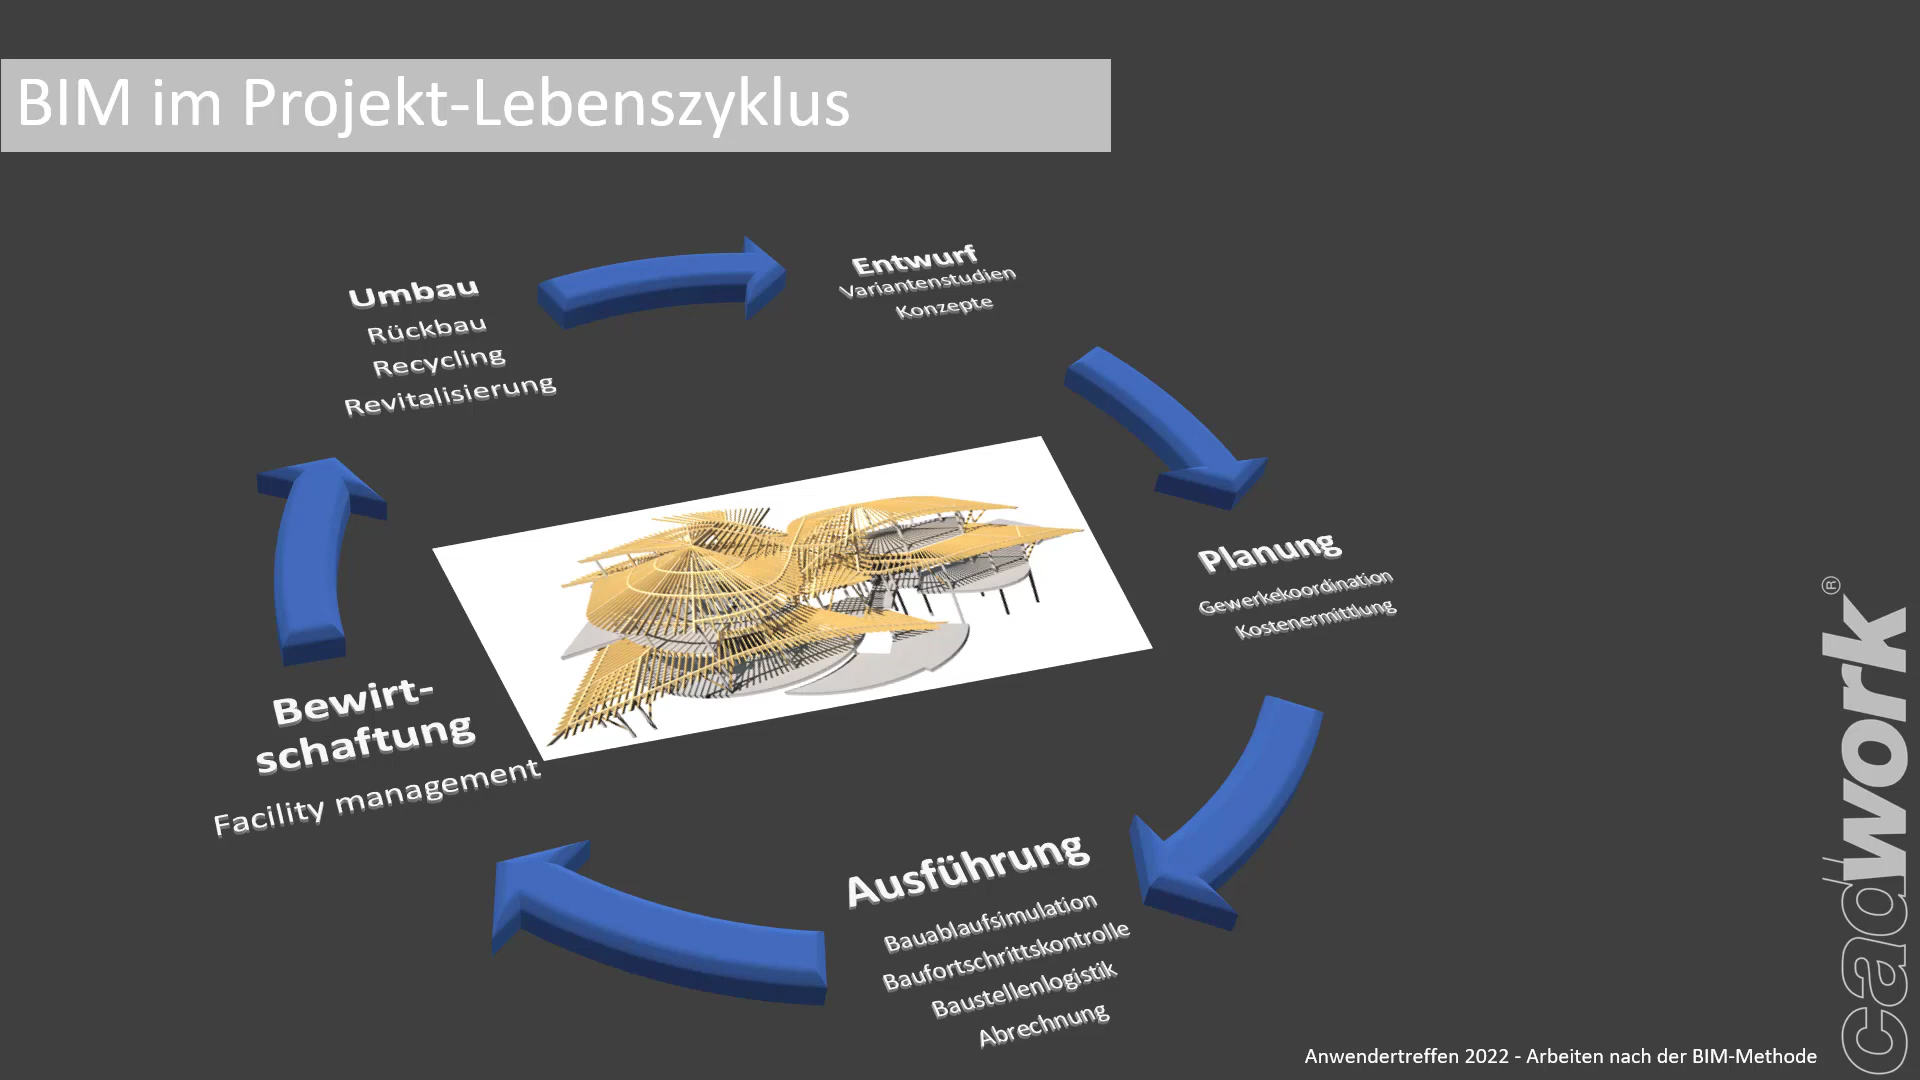 BIM im Projekt-Lebenszyklus
Entwurf
Variantenstudien
Konzepte
Planung
Gewerkekoordination
Kostenermittlung
Ausführung
Bauablaufsimulation
Baufortschrittskontrolle
Baustellenlogistik
Abrechnung
Bewirt-
schaftung
Facility management
Umbau
Rückbau
Recycling
Revitalisierung
cadwork®
Anwendertreffen 2022 - Arbeiten nach der BIM-Methode